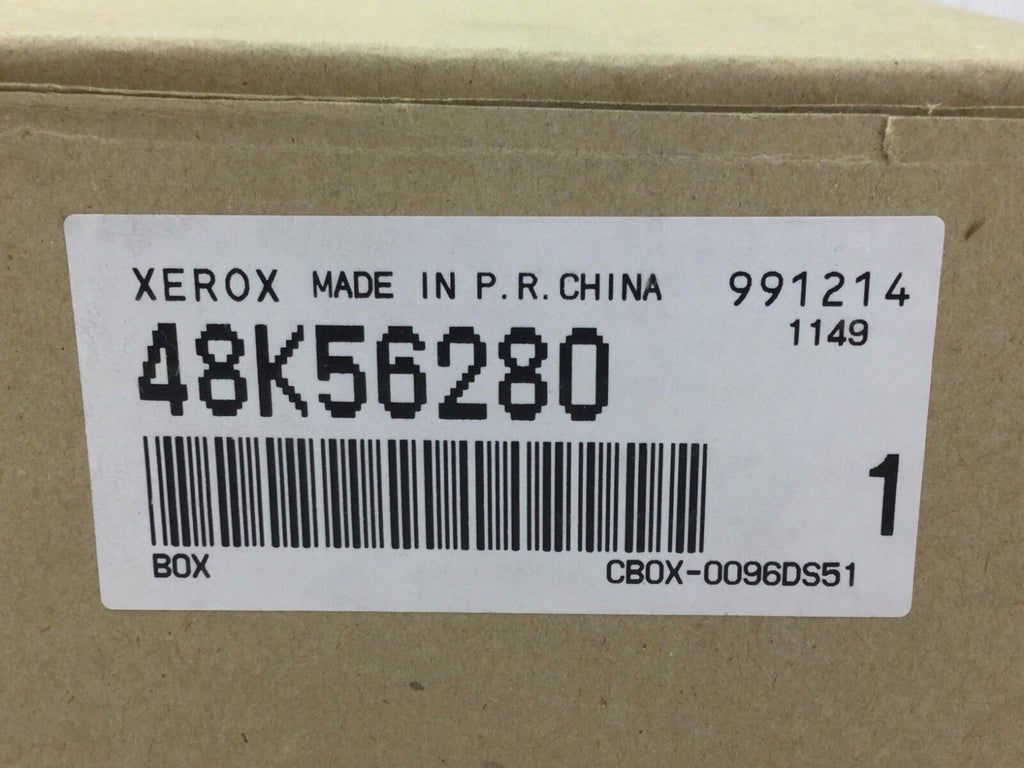 XEROX MADE IN P.R.CHINA 991214
1149
48K56280
1
BOX CBOX-0096DS51